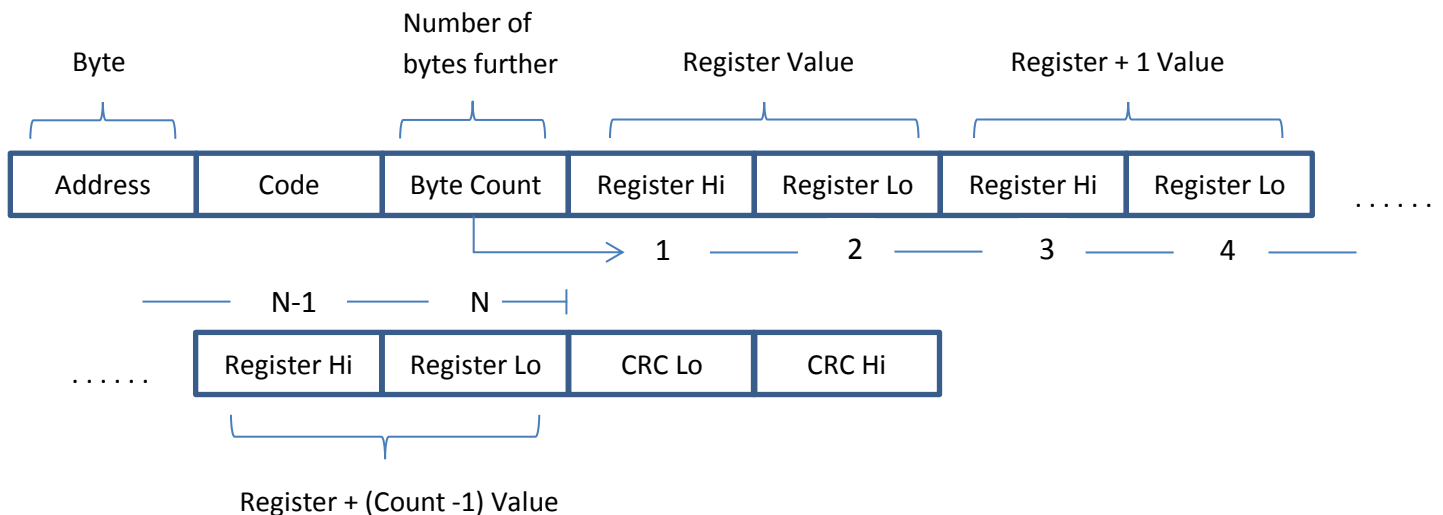 Number of
Byte bytes further Register Value Register + 1 Value
Address Code Byte Count Register Hi Register Lo Register Hi Register Lo . . . . . .
1 2 3 4
N-1 N
. . . . . . Register Hi Register Lo CRC Lo CRC Hi
Register + (Count -1) Value